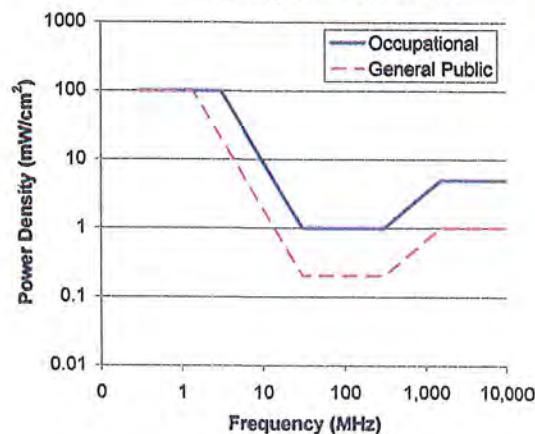 1000
100
10
1
0.1
0.01
Power Density (mW/cm²)
Occupational
General Public
0 1 10 100 1,000 10,000
Frequency (MHz)